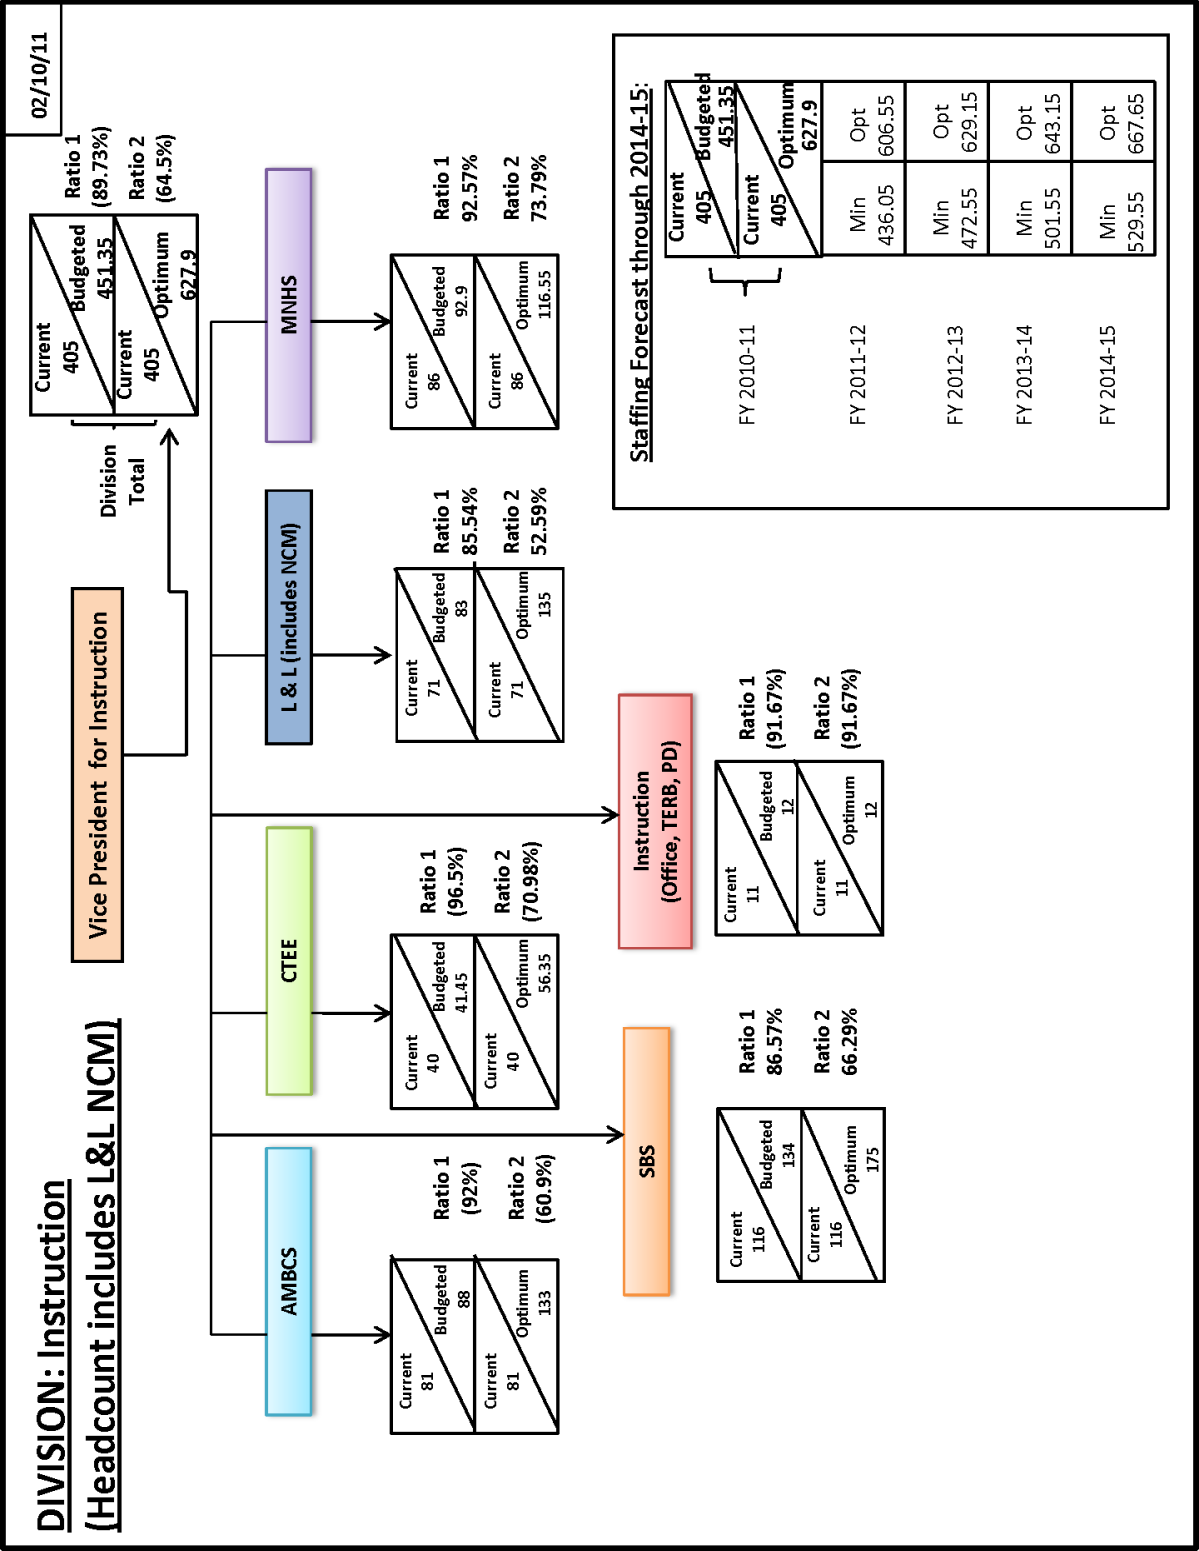 DIVISION: Instruction
(Headcount includes L&L NCM)
02/10/11
Vice President for Instruction
Division
Total
Current
405
Budgeted
451.35
Current
405
Optimum
627.9
Ratio 1
(89.73%)
Ratio 2
(64.5%)
AMBCS
Current
81
Budgeted
88
Current
81
Optimum
133
Ratio 1
(92%)
Ratio 2
(60.9%)
CTEE
Current
40
Budgeted
41.45
Current
40
Optimum
56.35
Ratio 1
(96.5%)
Ratio 2
(70.98%)
L & L (includes NCM)
Current
71
Budgeted
83
Current
71
Optimum
135
Ratio 1
85.54%
Ratio 2
52.59%
MNHS
Current
86
Budgeted
92.9
Current
86
Optimum
116.55
Ratio 1
92.57%
Ratio 2
73.79%
SBS
Current
116
Budgeted
134
Current
116
Optimum
175
Ratio 1
86.57%
Ratio 2
66.29%
Instruction
(Office, TERB, PD)
Current
11
Budgeted
12
Current
11
Optimum
12
Ratio 1
(91.67%)
Ratio 2
(91.67%)
Staffing Forecast through 2014-15:
FY 2010-11
Current
405
Budgeted
451.35
Current
405
Optimum
627.9
FY 2011-12
Min
436.05
Opt
606.55
FY 2012-13
Min
472.55
Opt
629.15
FY 2013-14
Min
501.55
Opt
643.15
FY 2014-15
Min
529.55
Opt
667.65